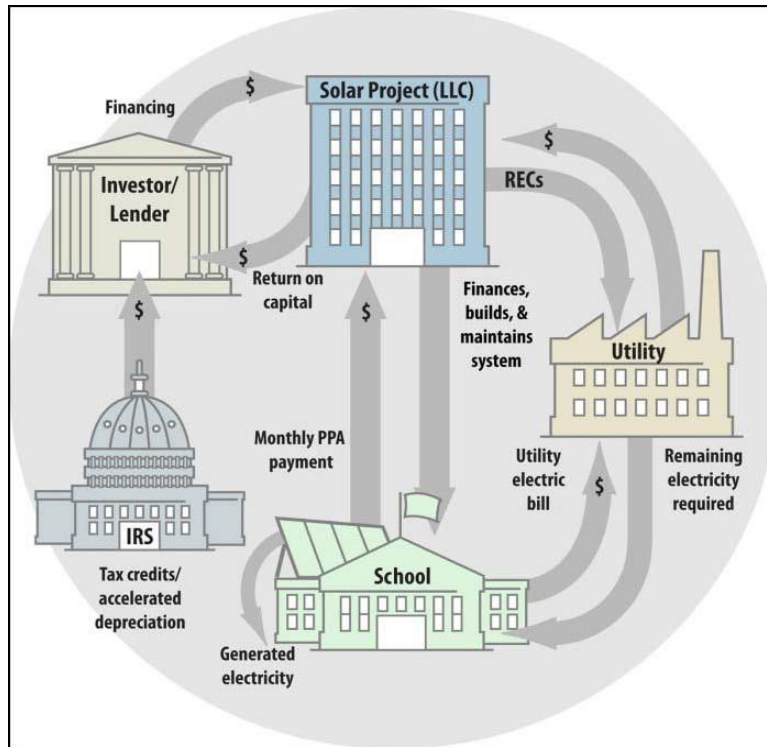 $
Solar Project (LLC)
Financing
$
Investor/
Lender
RECs
$
Return on
capital
$
$
Finances,
builds, &
maintains
system
Utility
Monthly PPA
payment
Utility
electric
bill
$
Remaining
electricity
required
IRS
Tax credits/
accelerated
depreciation
School
Generated
electricity